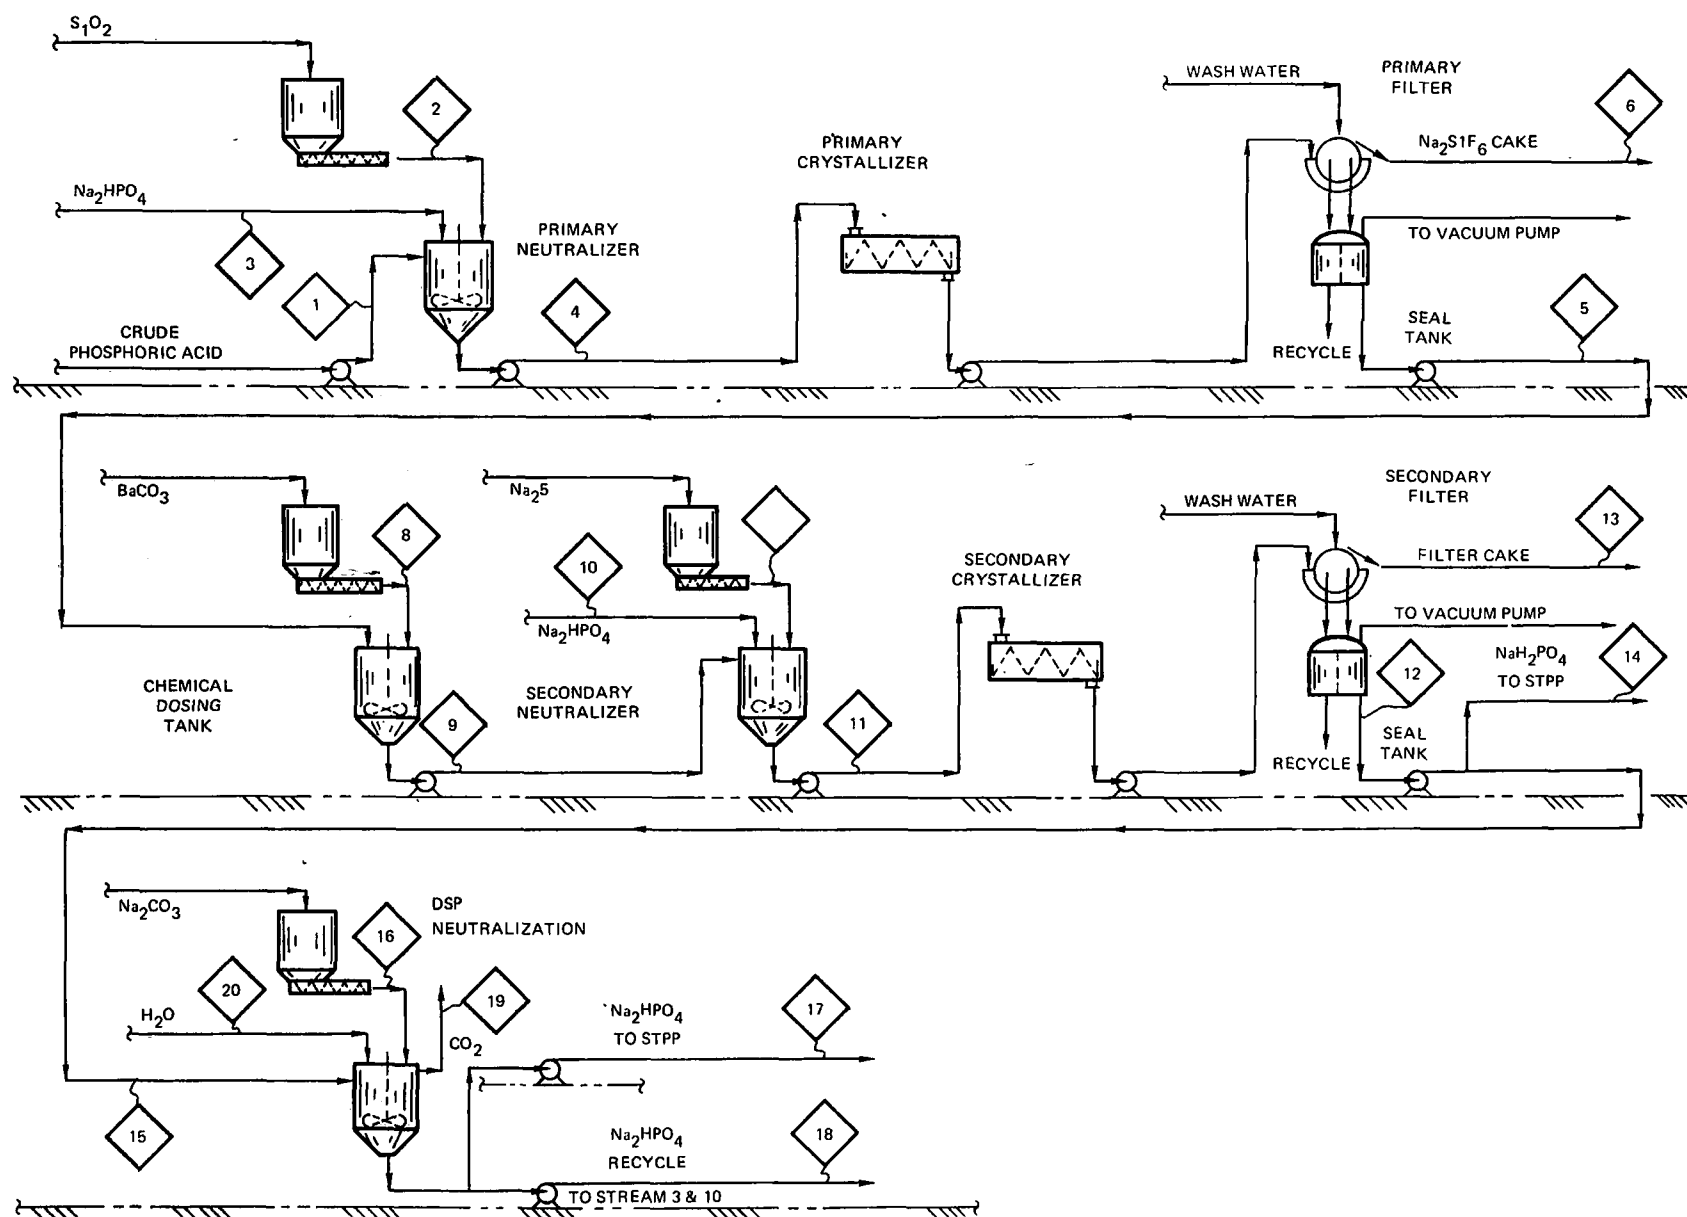 S1O2
2
WASH WATER
PRIMARY
FILTER
6
Na2S1F6 CAKE
PRIMARY
CRYSTALLIZER
Na2HPO4
3
PRIMARY
NEUTRALIZER
TO VACUUM PUMP
1
4
5
CRUDE
PHOSPHORIC ACID
SEAL
TANK
RECYCLE
BaCO3
8
Na25
10
Na2HPO4
WASH WATER
SECONDARY
FILTER
13
FILTER CAKE
SECONDARY
CRYSTALLIZER
TO VACUUM PUMP
NaH2PO4
TO STPP
14
12
CHEMICAL
DOSING
TANK
9
SECONDARY
NEUTRALIZER
11
SEAL
TANK
RECYCLE
Na2CO3
DSP
NEUTRALIZATION
16
20
H2O
19
CO2
Na2HPO4
TO STPP
17
15
Na2HPO4
RECYCLE
18
TO STREAM 3 & 10